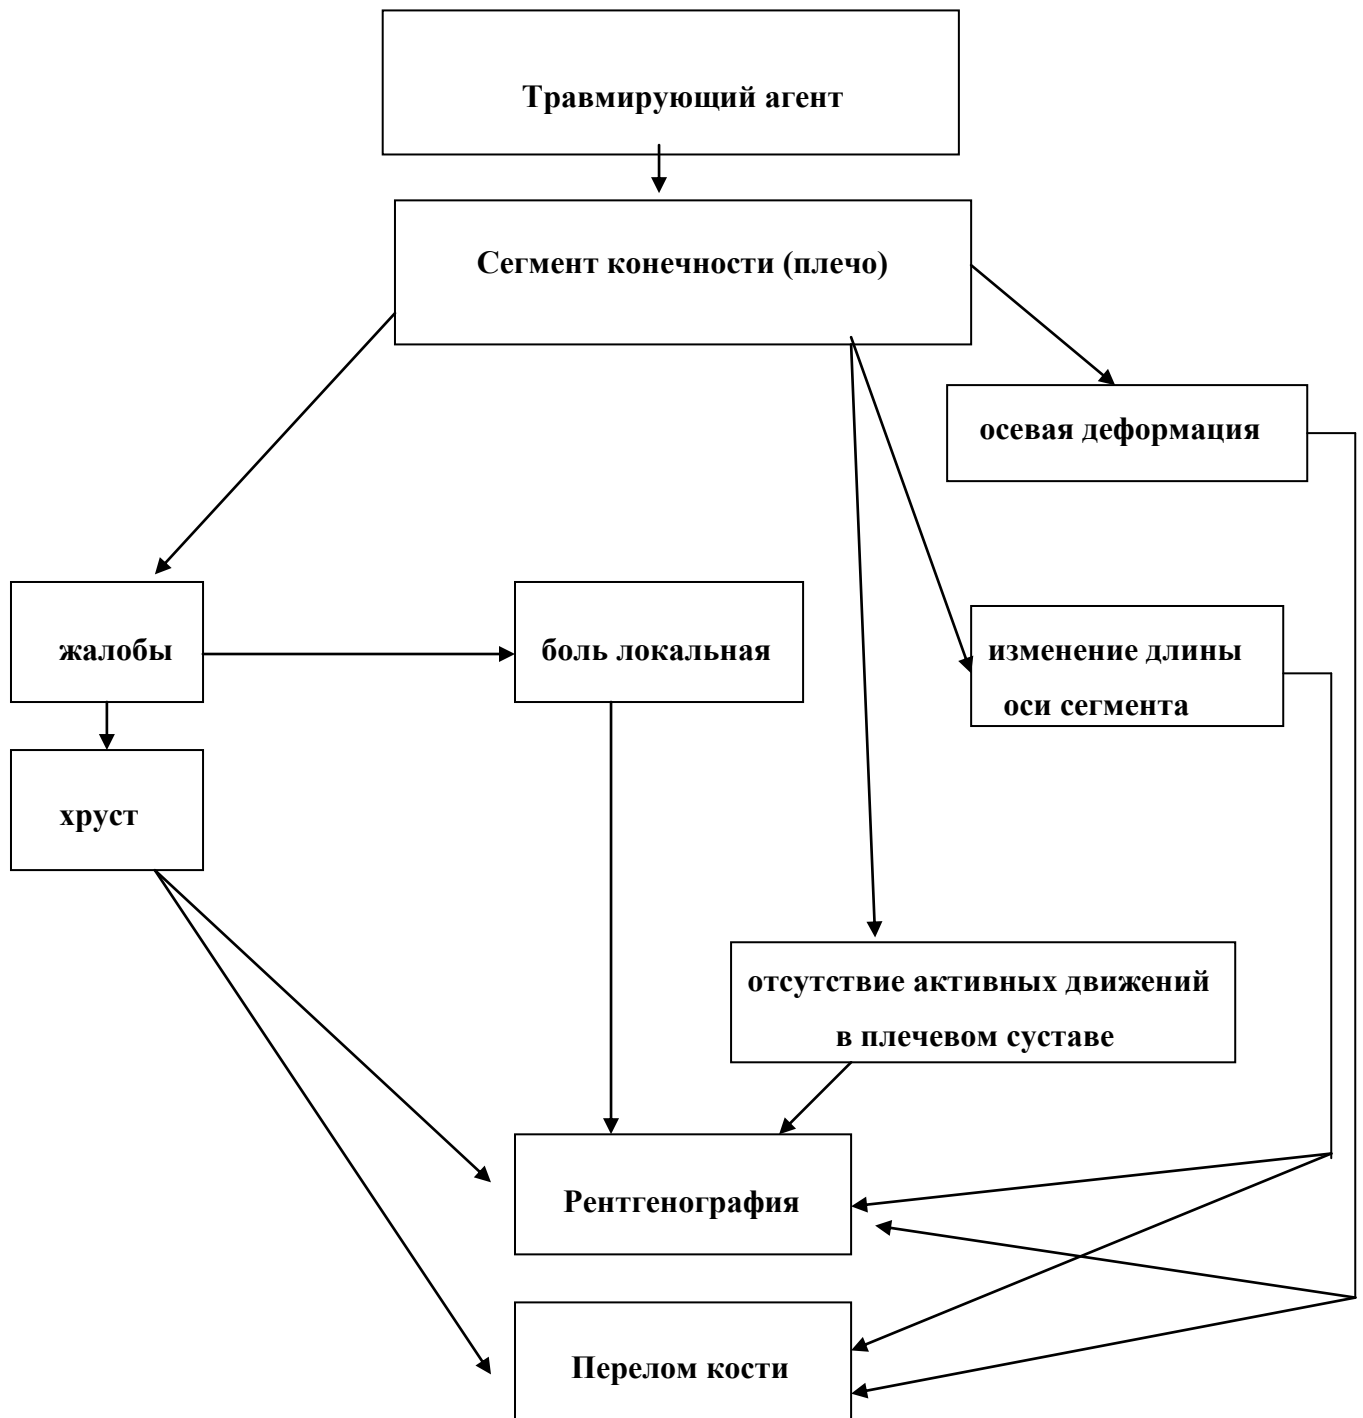 Травмирующий агент
Сегмент конечности (плечо)
осевая деформация
жалобы
боль локальная
изменение длины
оси сегмента
хруст
отсутствие активных движений
в плечевом суставе
Рентгенография
Перелом кости